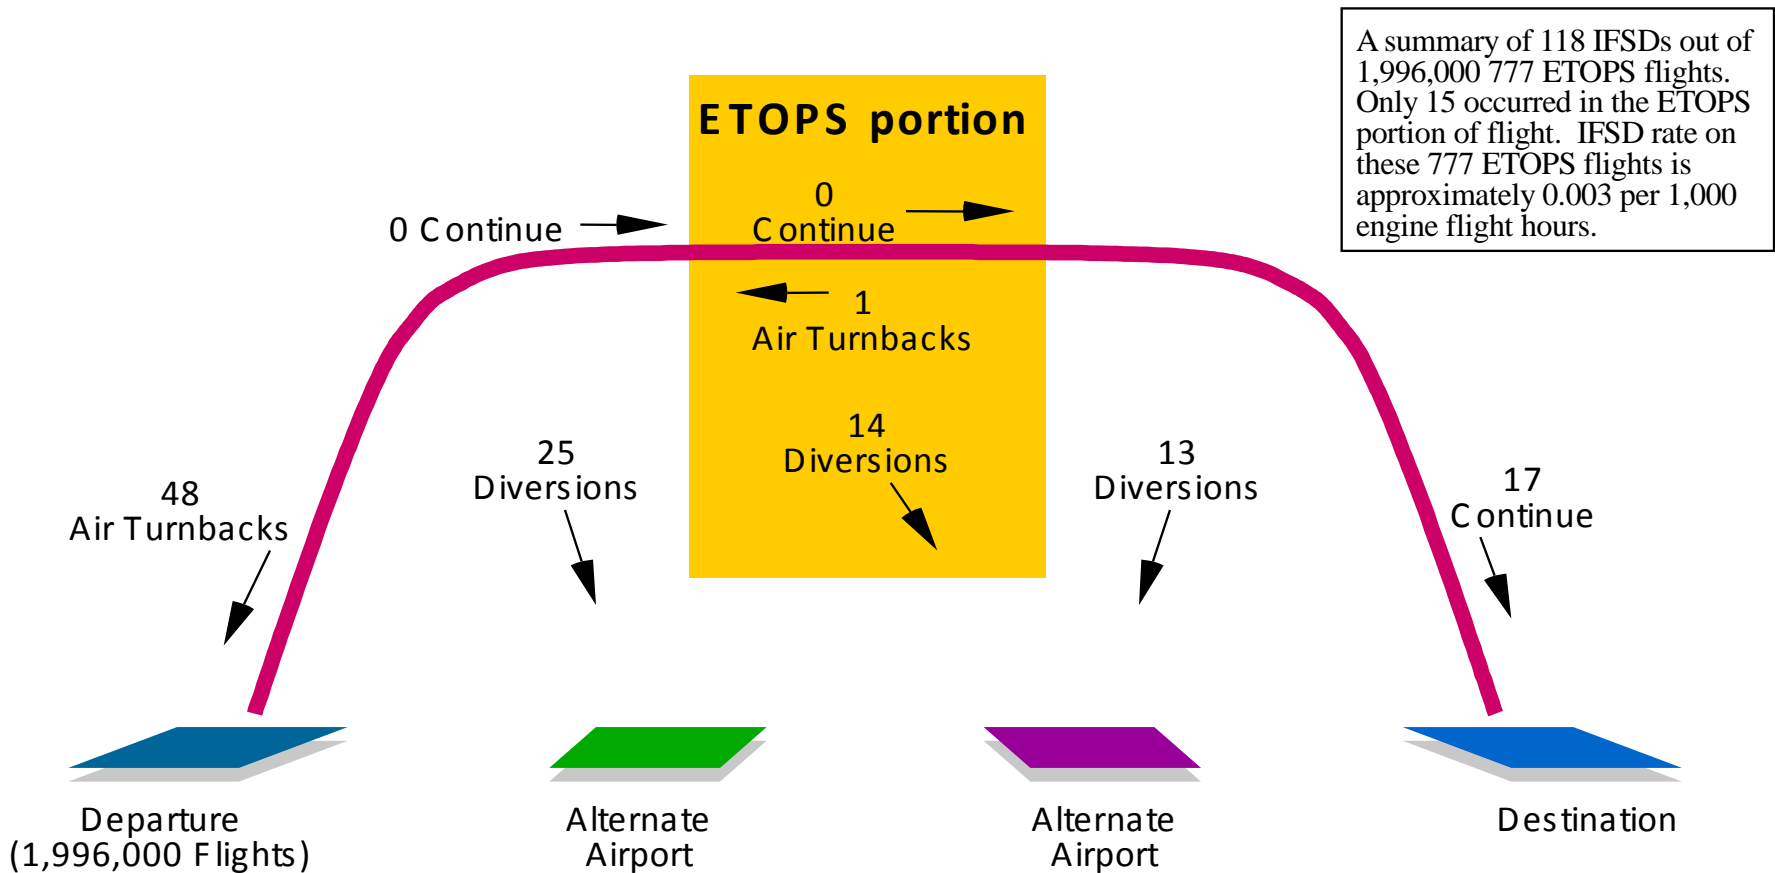 A summary of 118 IFSDs out of
1,996,000 777 ETOPS flights.
Only 15 occurred in the ETOPS
portion of flight. IFSD rate on
these 777 ETOPS flights is
approximately 0.003 per 1,000
engine flight hours.
ETOPS portion
0 Continue
0
Continue
1
Air Turnbacks
48
Air Turnbacks
25
Diversions
14
Diversions
13
Diversions
17
Continue
Departure
(1,996,000 Flights)
Alternate
Airport
Alternate
Airport
Destination